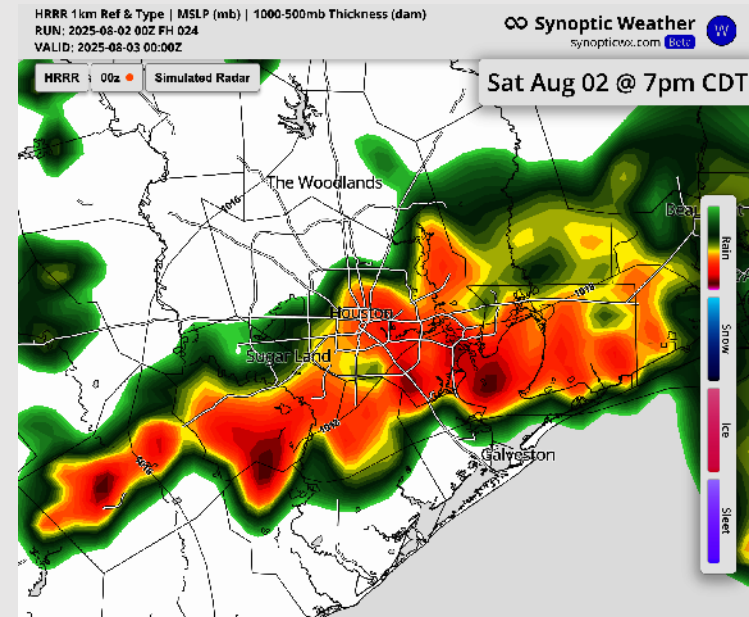 HRRR 1km Ref & Type | MSLP (mb) | 1000-500mb Thickness (dam)
RUN: 2025-08-02 00Z FH 024
VALID: 2025-08-03 00:00Z
Synoptic Weather
synopticwx.com Beta
W
HRRR
00z
Simulated Radar
Sat Aug 02 @ 7pm CDT
The Woodlands
1016
Rain
1016
Houston
Sugar Land
Snow
1016
Galveston
1016
Ice
Sleet